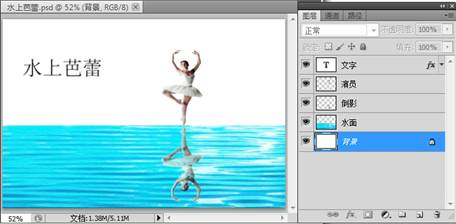 水上芭蕾.psd @ 52% (背景, RGB/8)
水上芭蕾
52%
文档:1.38M/5.11M
图层
通道
路径
正常
不透明度: 100%
锁定:
填充: 100%
T 文字 fx
演员
倒影
水面
背景
fx